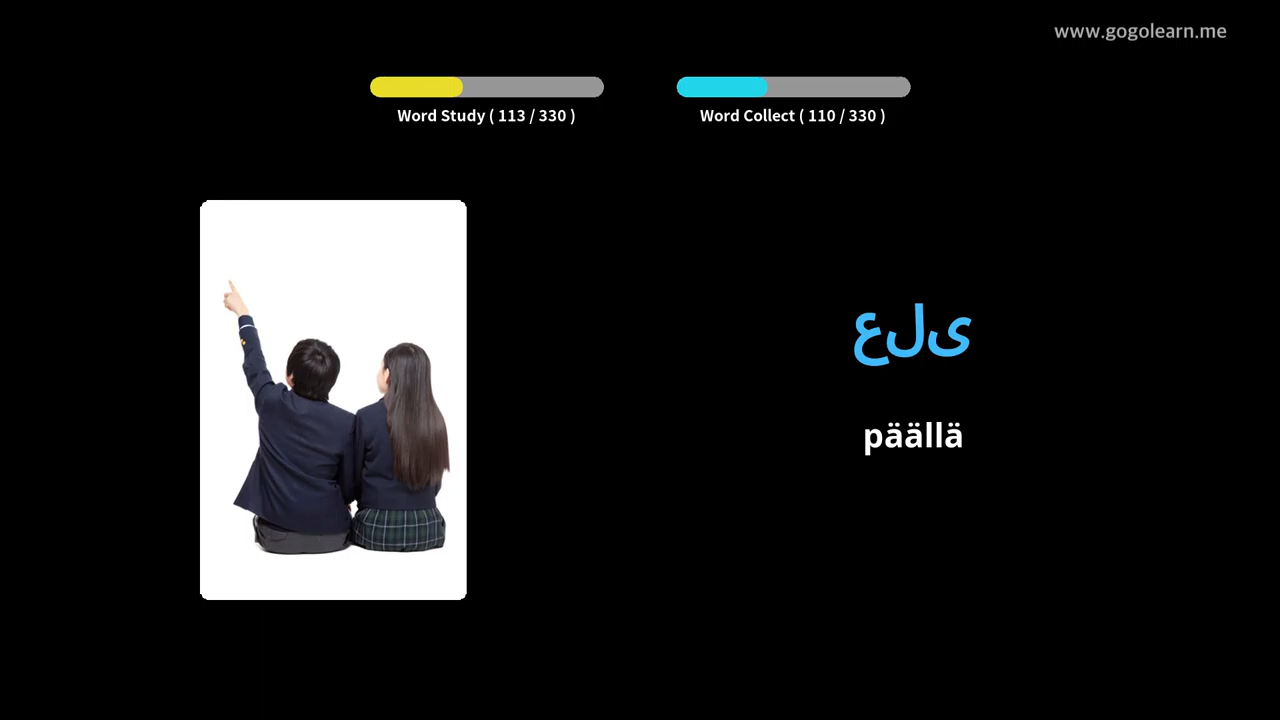 www.gogolearn.me
Word Study ( 113 / 330 )
Word Collect ( 110 / 330 )
على
päällä